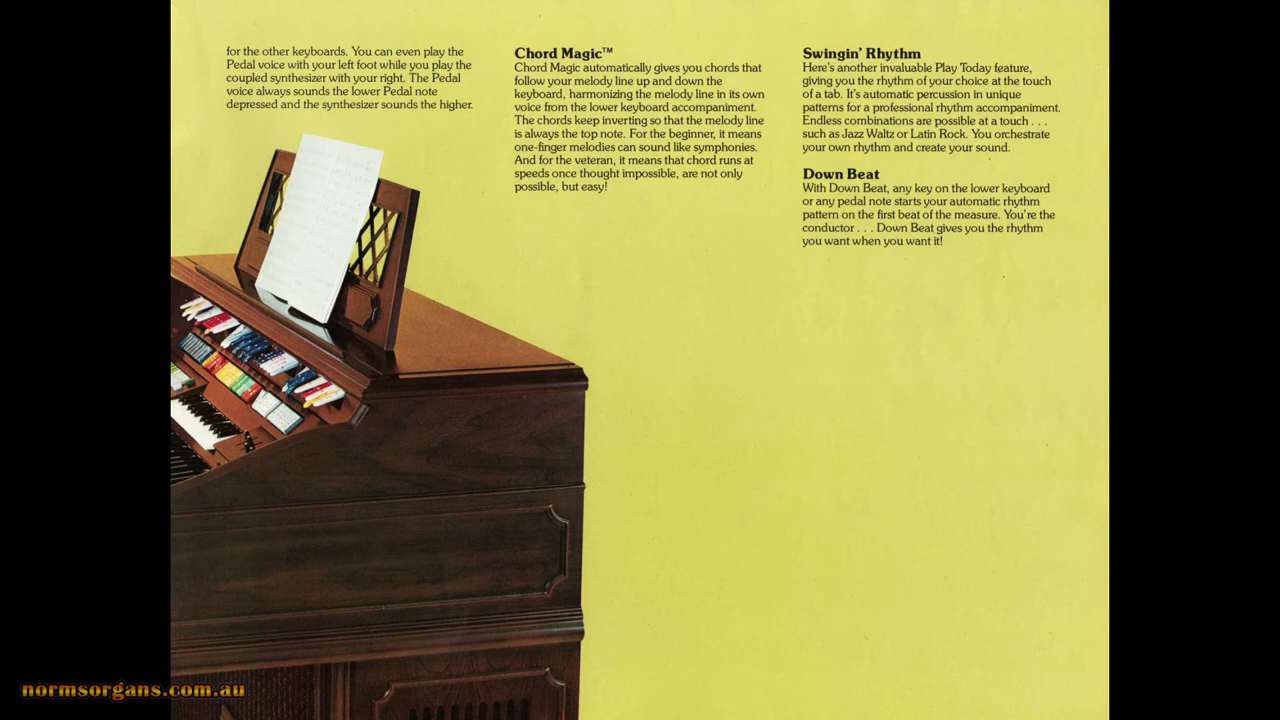 for the other keyboards. You can even play the
Pedal voice with your left foot while you play the
coupled synthesizer with your right. The Pedal
voice always sounds the lower Pedal note
depressed and the synthesizer sounds the higher.
Chord Magic™
Chord Magic automatically gives you chords that
follow your melody line up and down the
keyboard, harmonizing the melody line in its own
voice from the lower keyboard accompaniment.
The chords keep inverting so that the melody line
is always the top note. For the beginner, it means
one-finger melodies can sound like symphonies.
And for the veteran, it means that chord runs at
speeds once thought impossible, are not only
possible, but easy!
Swingin' Rhythm
Here's another invaluable Play Today feature,
giving you the rhythm of your choice at the touch
of a tab. It's automatic percussion in unique
patterns for a professional rhythm accompaniment.
Endless combinations are possible at a touch . . .
such as Jazz Waltz or Latin Rock. You orchestrate
your own rhythm and create your sound.
Down Beat
With Down Beat, any key on the lower keyboard
or any pedal note starts your automatic rhythm
pattern on the first beat of the measure. You're the
conductor . . . Down Beat gives you the rhythm
you want when you want it!
normsorgans.com.au